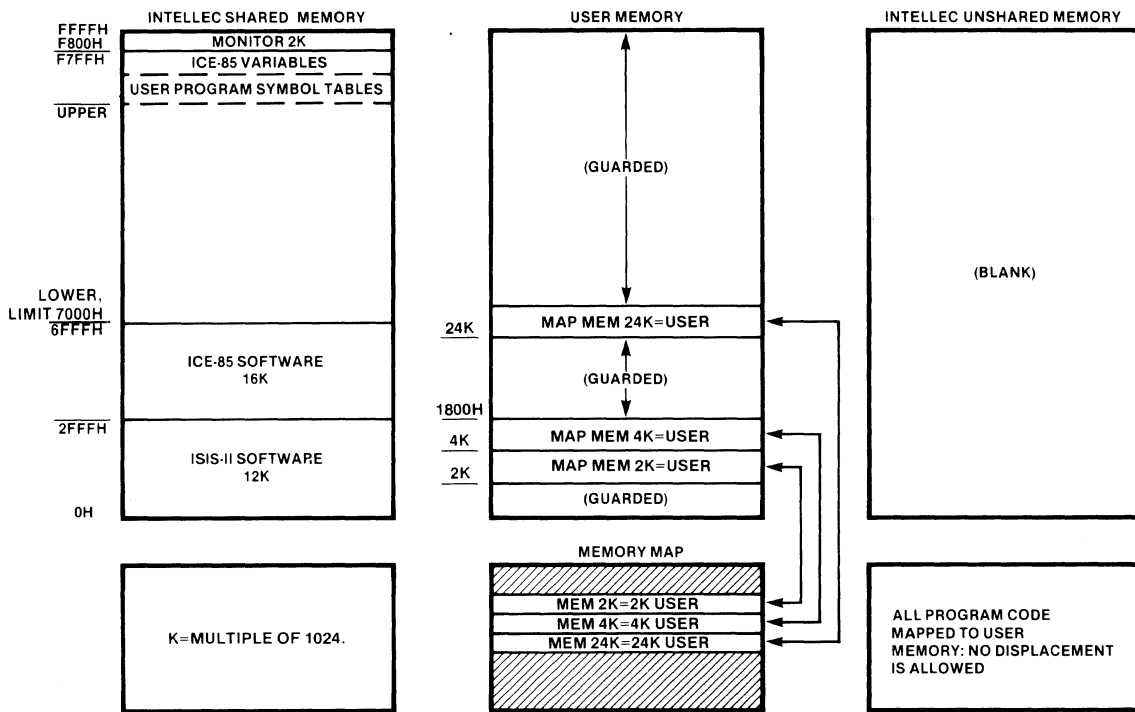 INTELLEC SHARED MEMORY
FFFFH
F800H
F7FFH
MONITOR 2K
ICE-85 VARIABLES
USER PROGRAM SYMBOL TABLES
UPPER
LOWER,
LIMIT 7000H
6FFFH
ICE-85 SOFTWARE
16K
2FFFH
ISIS-II SOFTWARE
12K
0H
USER MEMORY
(GUARDED)
24K
MAP MEM 24K=USER
(GUARDED)
1800H
MAP MEM 4K=USER
4K
MAP MEM 2K=USER
2K
(GUARDED)
INTELLEC UNSHARED MEMORY
(BLANK)
K=MULTIPLE OF 1024.
MEMORY MAP
MEM 2K=2K USER
MEM 4K=4K USER
MEM 24K=24K USER
ALL PROGRAM CODE
MAPPED TO USER
MEMORY: NO DISPLACEMENT
IS ALLOWED